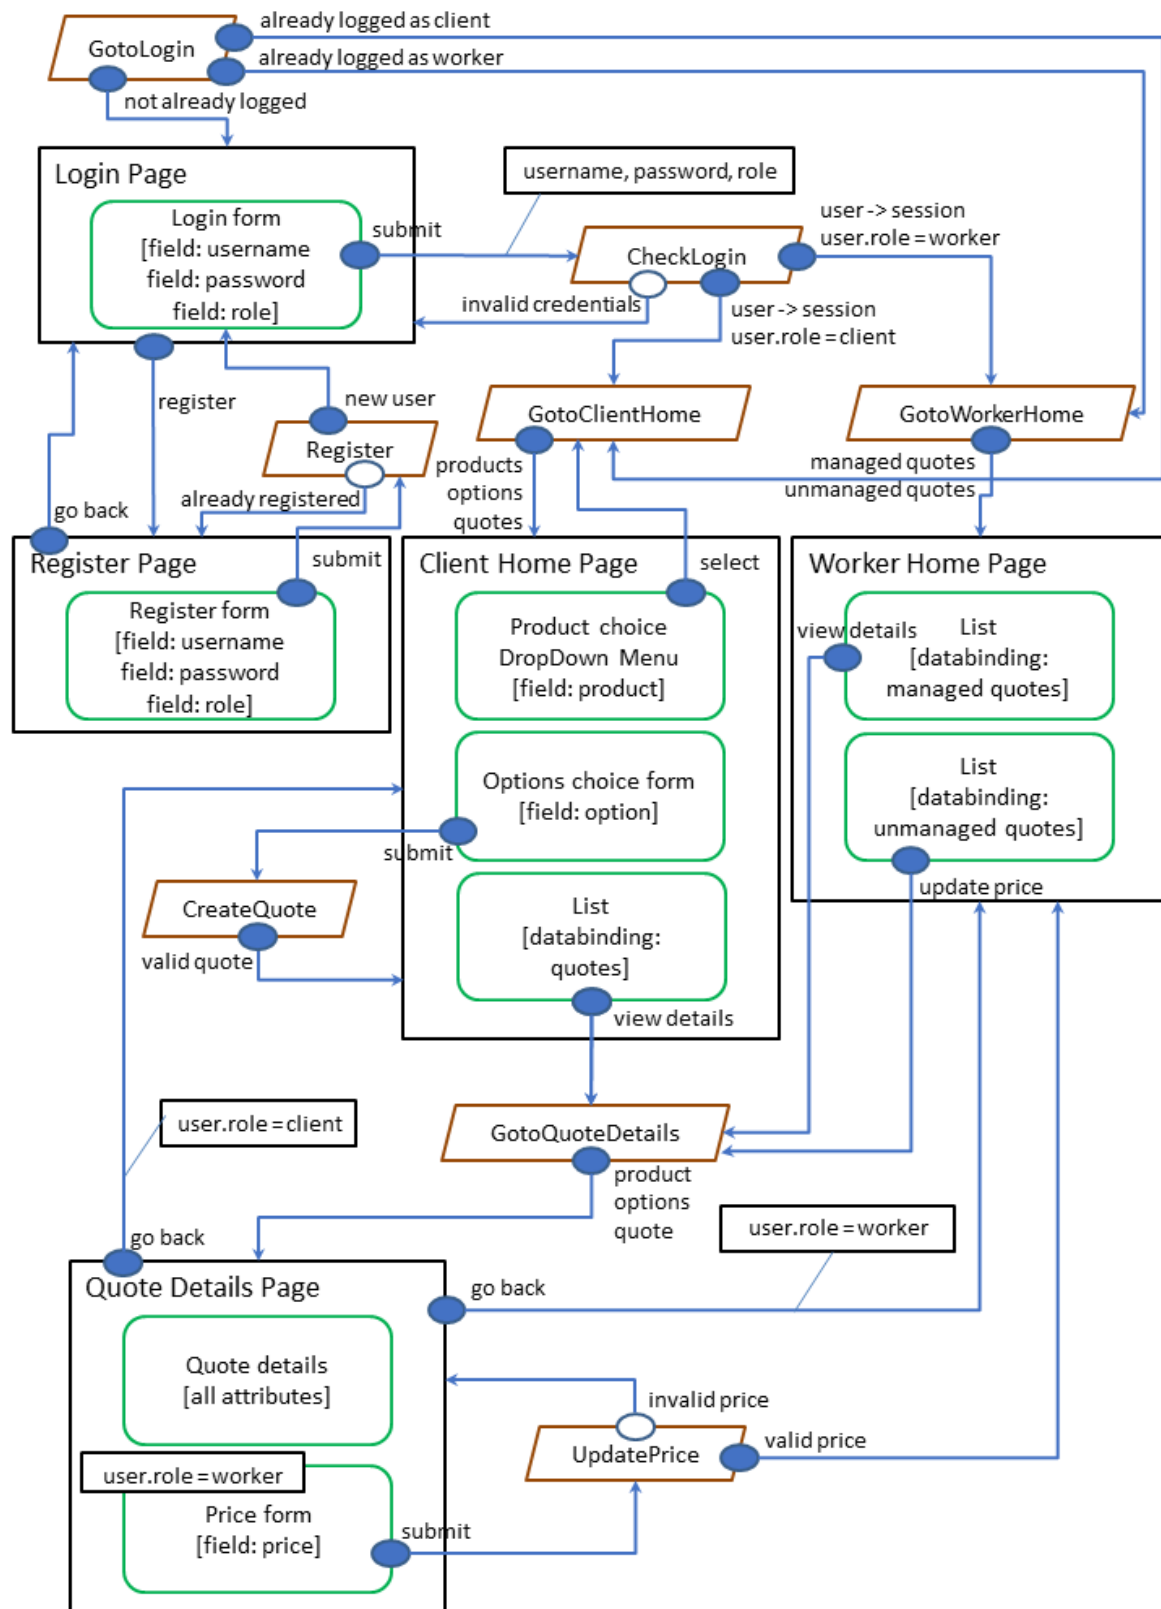 already logged as client
GotoLogin
already logged as worker
not already logged
Login Page
username, password, role
Login form
[field: username
field: password
field: role]
submit
user -> session
user.role = worker
CheckLogin
invalid credentials
user -> session
user.role = client
register
new user
Register
already registered
GotoClientHome
GotoWorkerHome
products
options
quotes
managed quotes
unmanaged quotes
go back
Register Page
submit
Register form
[field: username
field: password
field: role]
Client Home Page
select
Product choice
DropDown Menu
[field: product]
Worker Home Page
view details
List
[databinding:
managed quotes]
Options choice form
[field: option]
submit
List
[databinding:
unmanaged quotes]
update price
CreateQuote
valid quote
List
[databinding:
quotes]
view details
user.role = client
GotoQuoteDetails
product
options
quote
user.role = worker
go back
Quote Details Page
go back
Quote details
[all attributes]
invalid price
UpdatePrice
valid price
user.role = worker
Price form
[field: price]
submit